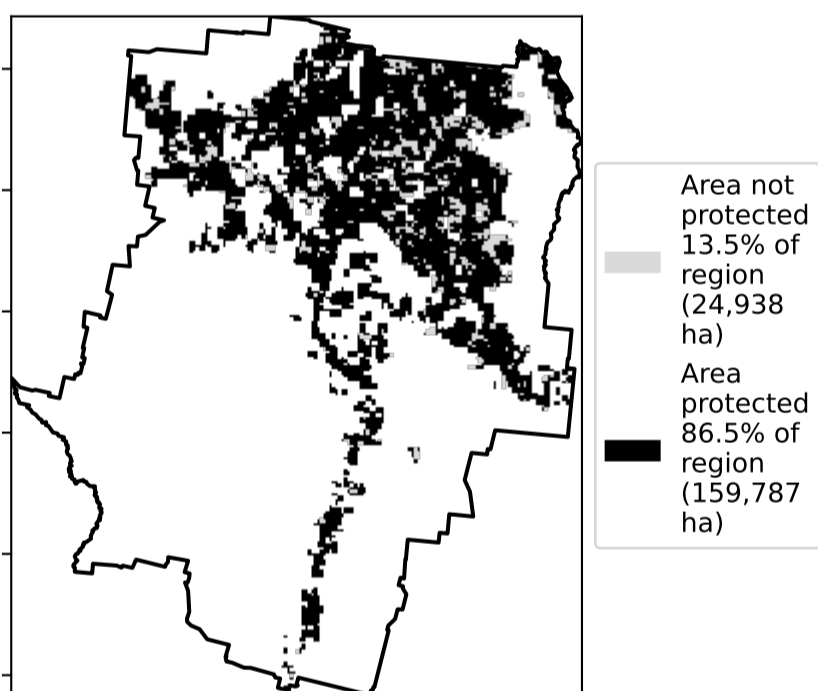 Area not
protected
13.5% of
region
(24,938
ha)
Area
protected
86.5% of
region
(159,787
ha)